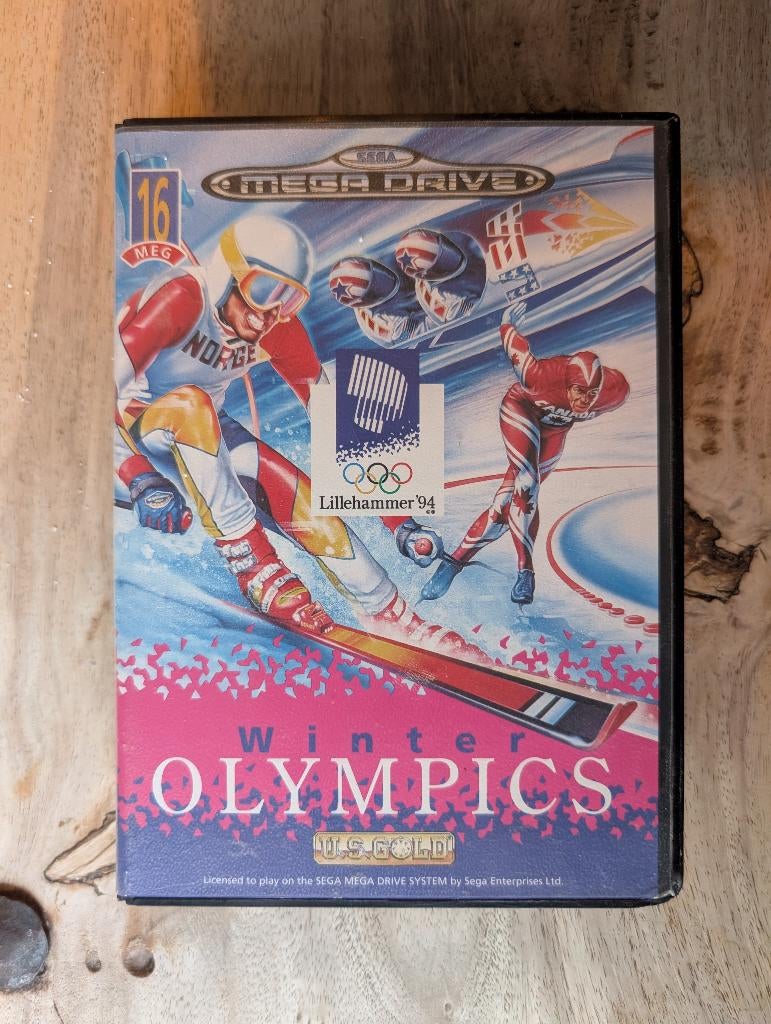 SEGA
MEGA DRIVE
16
MEG
NORGE
CANADA
Lillehammer '94
Winter
OLYMPICS
U.S. GOLD
Licensed to play on the SEGA MEGA DRIVE SYSTEM by Sega Enterprises Ltd.